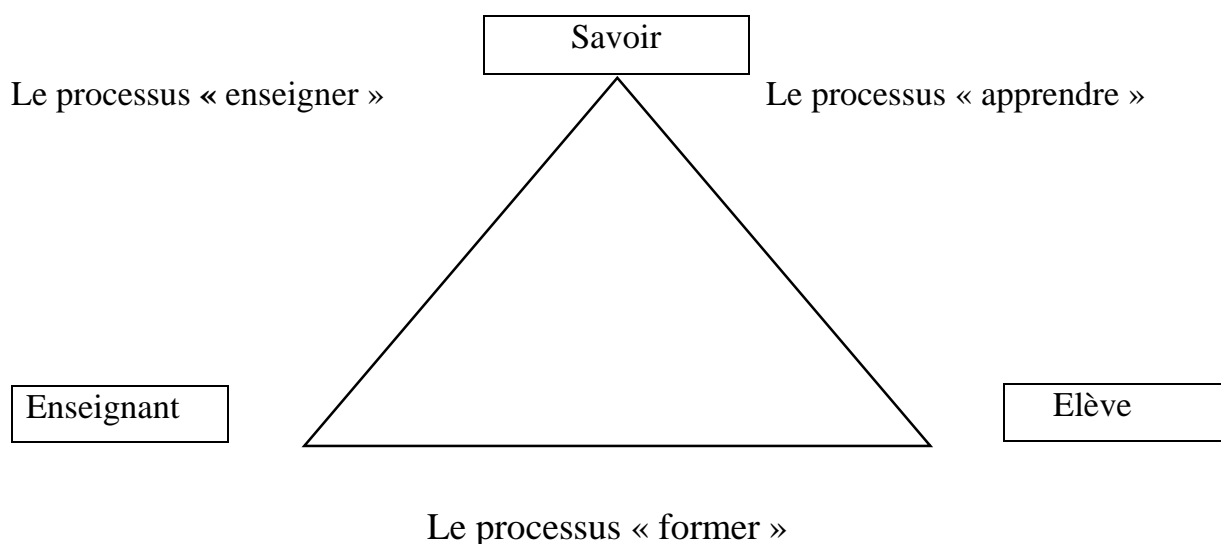 Savoir
Le processus « enseigner »
Le processus « apprendre »
Enseignant
Elève
Le processus « former »